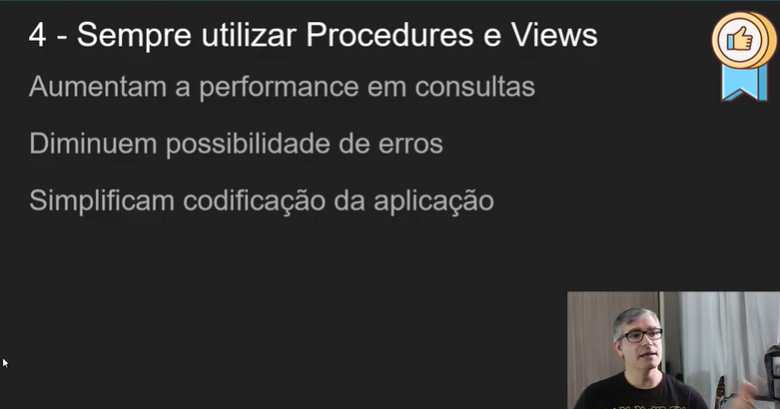 4 - Sempre utilizar Procedures e Views
Aumentam a performance em consultas
Diminuem possibilidade de erros
Simplificam codificação da aplicação